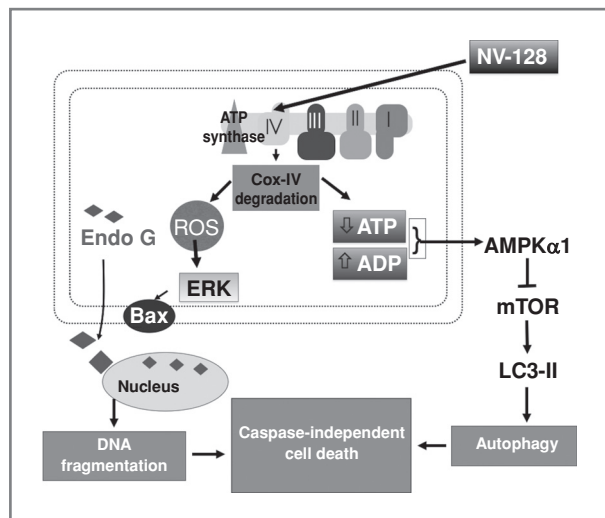 NV-128
ATP
synthase
IV
III
II
I
Cox-IV
degradation
ROS
Endo G
ATP
ADP
AMPKα1
ERK
mTOR
Bax
LC3-II
Nucleus
DNA
fragmentation
Caspase-independent
cell death
Autophagy